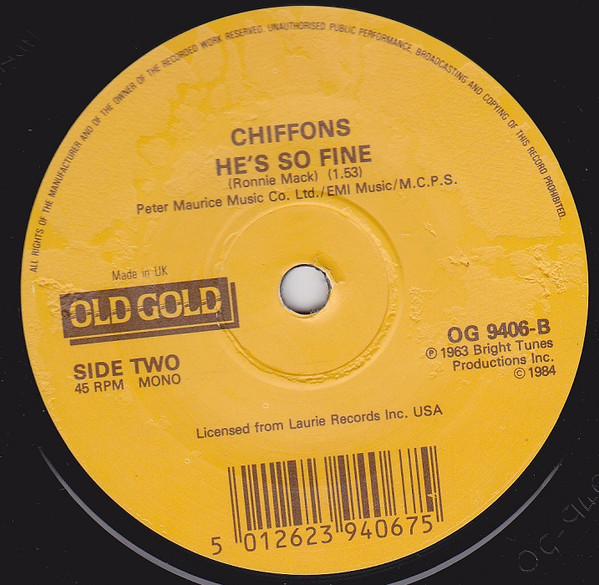 ALL RIGHTS OF THE MANUFACTURER AND OF THE OWNER OF THE RECORDED WORK RESERVED. UNAUTHORISED PUBLIC PERFORMANCE, BROADCASTING AND COPYING OF THIS RECORD PROHIBITED.
CHIFFONS
HE'S SO FINE
(Ronnie Mack) (1.53)
Peter Maurice Music Co. Ltd./EMI Music/M.C.P.S.
Made in UK
OLD GOLD
SIDE TWO
45 RPM MONO
OG 9406-B
℗ 1963 Bright Tunes
Productions Inc.
© 1984
Licensed from Laurie Records Inc. USA
5 012623 940675